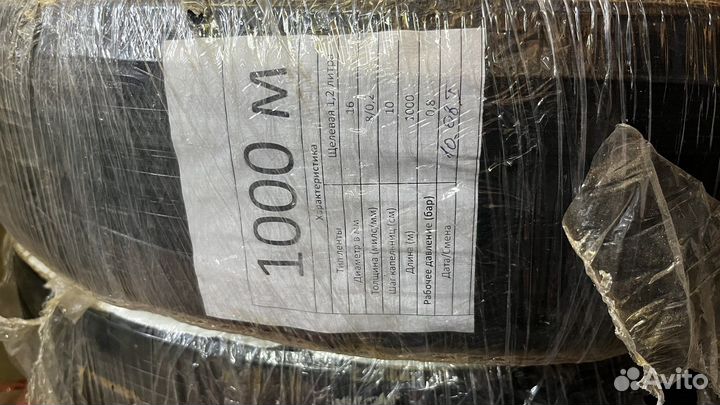 1000 м
Характеристика
Тип ленты Щелевая 1,2 литр
Диаметр в мм 16
Толщина (милс/мм) 8/0,2
Шаг капельниц (см) 10
Длина (м) 1000
Рабочее давление (бар) 0,8
Дата/Смена
Avito